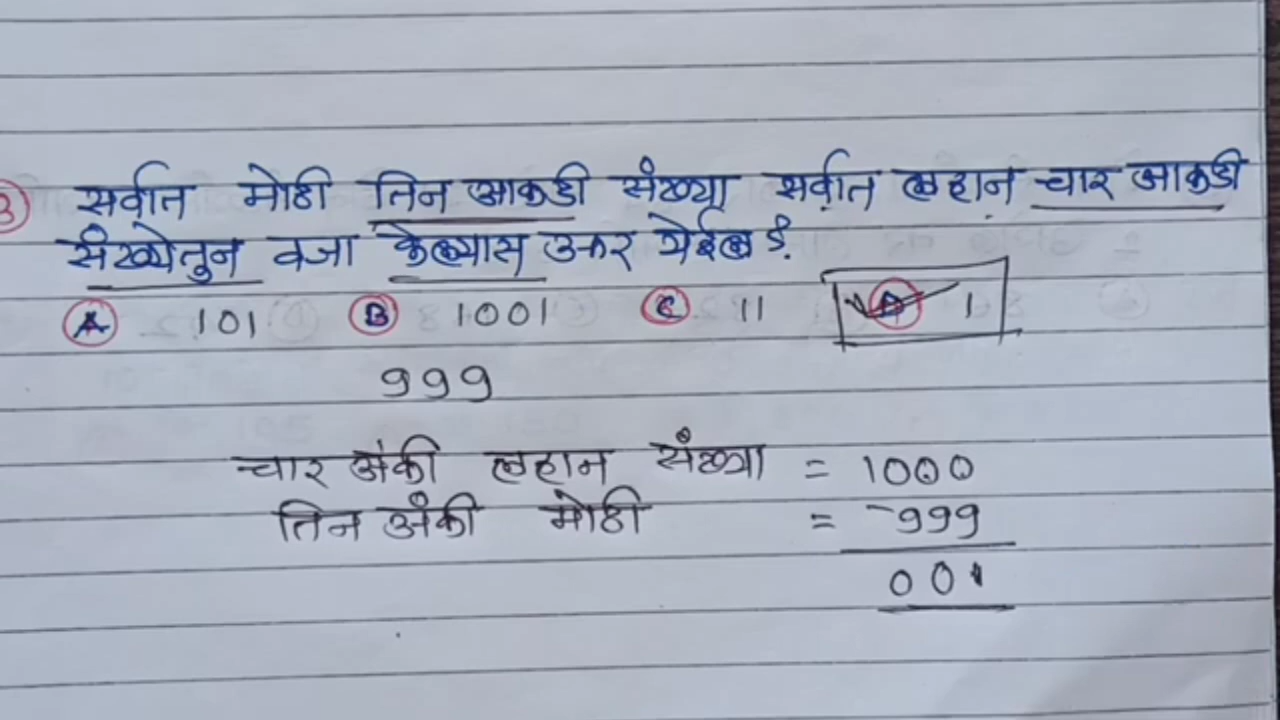 3 सर्वात मोठी तिन आकडी संख्या सर्वात लहान चार आकडी
संख्येतुन वजा केल्यास उत्तर येईल ?
A 101 B 1001 C 11 D 1
999
चार अंकी लहान संख्या = 1000
तिन अंकी मोठी = -999
001